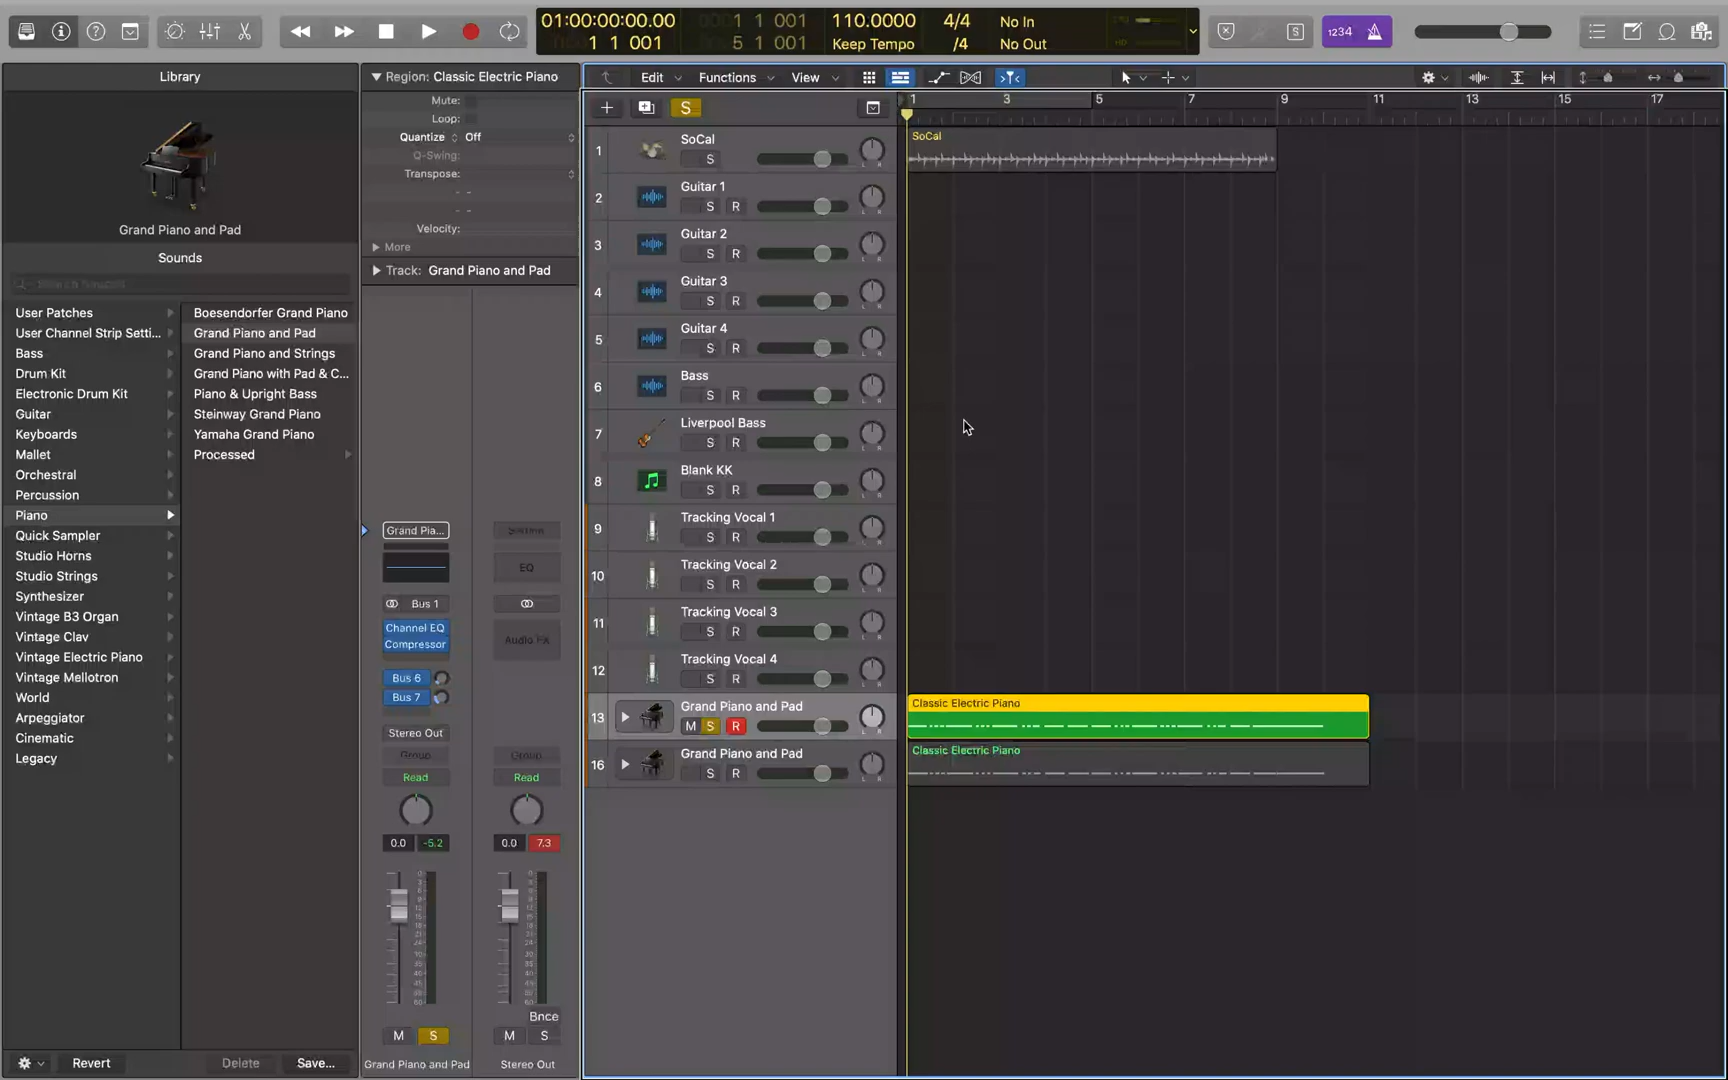 01:00:00:00.00
1 1 001
1 1 001
5 1 001
110.0000
Keep Tempo
4/4
/4
No In
No Out
S
1234
Library
Grand Piano and Pad
Sounds
User Patches
User Channel Strip Setti...
Bass
Drum Kit
Electronic Drum Kit
Guitar
Keyboards
Mallet
Orchestral
Percussion
Piano
Quick Sampler
Studio Horns
Studio Strings
Synthesizer
Vintage B3 Organ
Vintage Clav
Vintage Electric Piano
Vintage Mellotron
World
Arpeggiator
Cinematic
Legacy
Boesendorfer Grand Piano
Grand Piano and Pad
Grand Piano and Strings
Grand Piano with Pad & C...
Piano & Upright Bass
Steinway Grand Piano
Yamaha Grand Piano
Processed
Revert
Delete
Save...
Region: Classic Electric Piano
Mute:
Loop:
Quantize Off
Q-Swing:
Transpose:
Velocity:
More
Track: Grand Piano and Pad
Grand Pia...
EQ
Bus 1
Channel EQ
Compressor
Audio FX
Bus 6
Bus 7
Stereo Out
Group
Group
Read
Read
0.0 -5.2
0.0 7.3
Bnce
M S
M S
Grand Piano and Pad
Stereo Out
Edit
Functions
View
S
1 3 5 7 9 11 13 15 17
1 SoCal
S
2 Guitar 1
S R
3 Guitar 2
S R
4 Guitar 3
S R
5 Guitar 4
S R
6 Bass
S R
7 Liverpool Bass
S R
8 Blank KK
S R
9 Tracking Vocal 1
S R
10 Tracking Vocal 2
S R
11 Tracking Vocal 3
S R
12 Tracking Vocal 4
S R
13 Grand Piano and Pad
M S R
16 Grand Piano and Pad
S R
SoCal
Classic Electric Piano
Classic Electric Piano